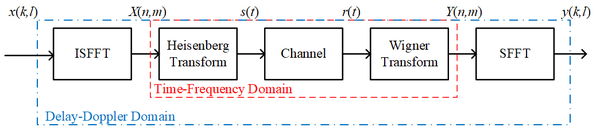 x(k,l) X(n,m) s(t) r(t) Y(n,m) y(k,l)
ISFFT
Heisenberg
Transform
Channel
Wigner
Transform
SFFT
Time-Frequency Domain
Delay-Doppler Domain